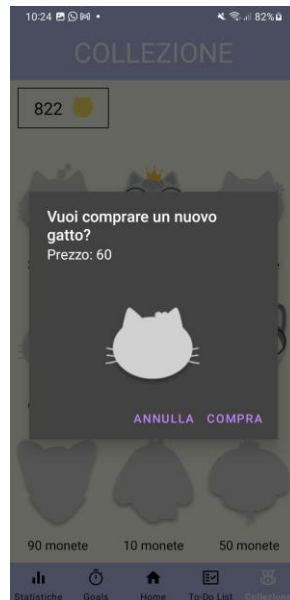 10:24
82%
COLLEZIONE
822
Vuoi comprare un nuovo
gatto?
Prezzo: 60
ANNULLA COMPRA
90 monete 10 monete 50 monete
Statistiche Goals Home To-Do List Collezione